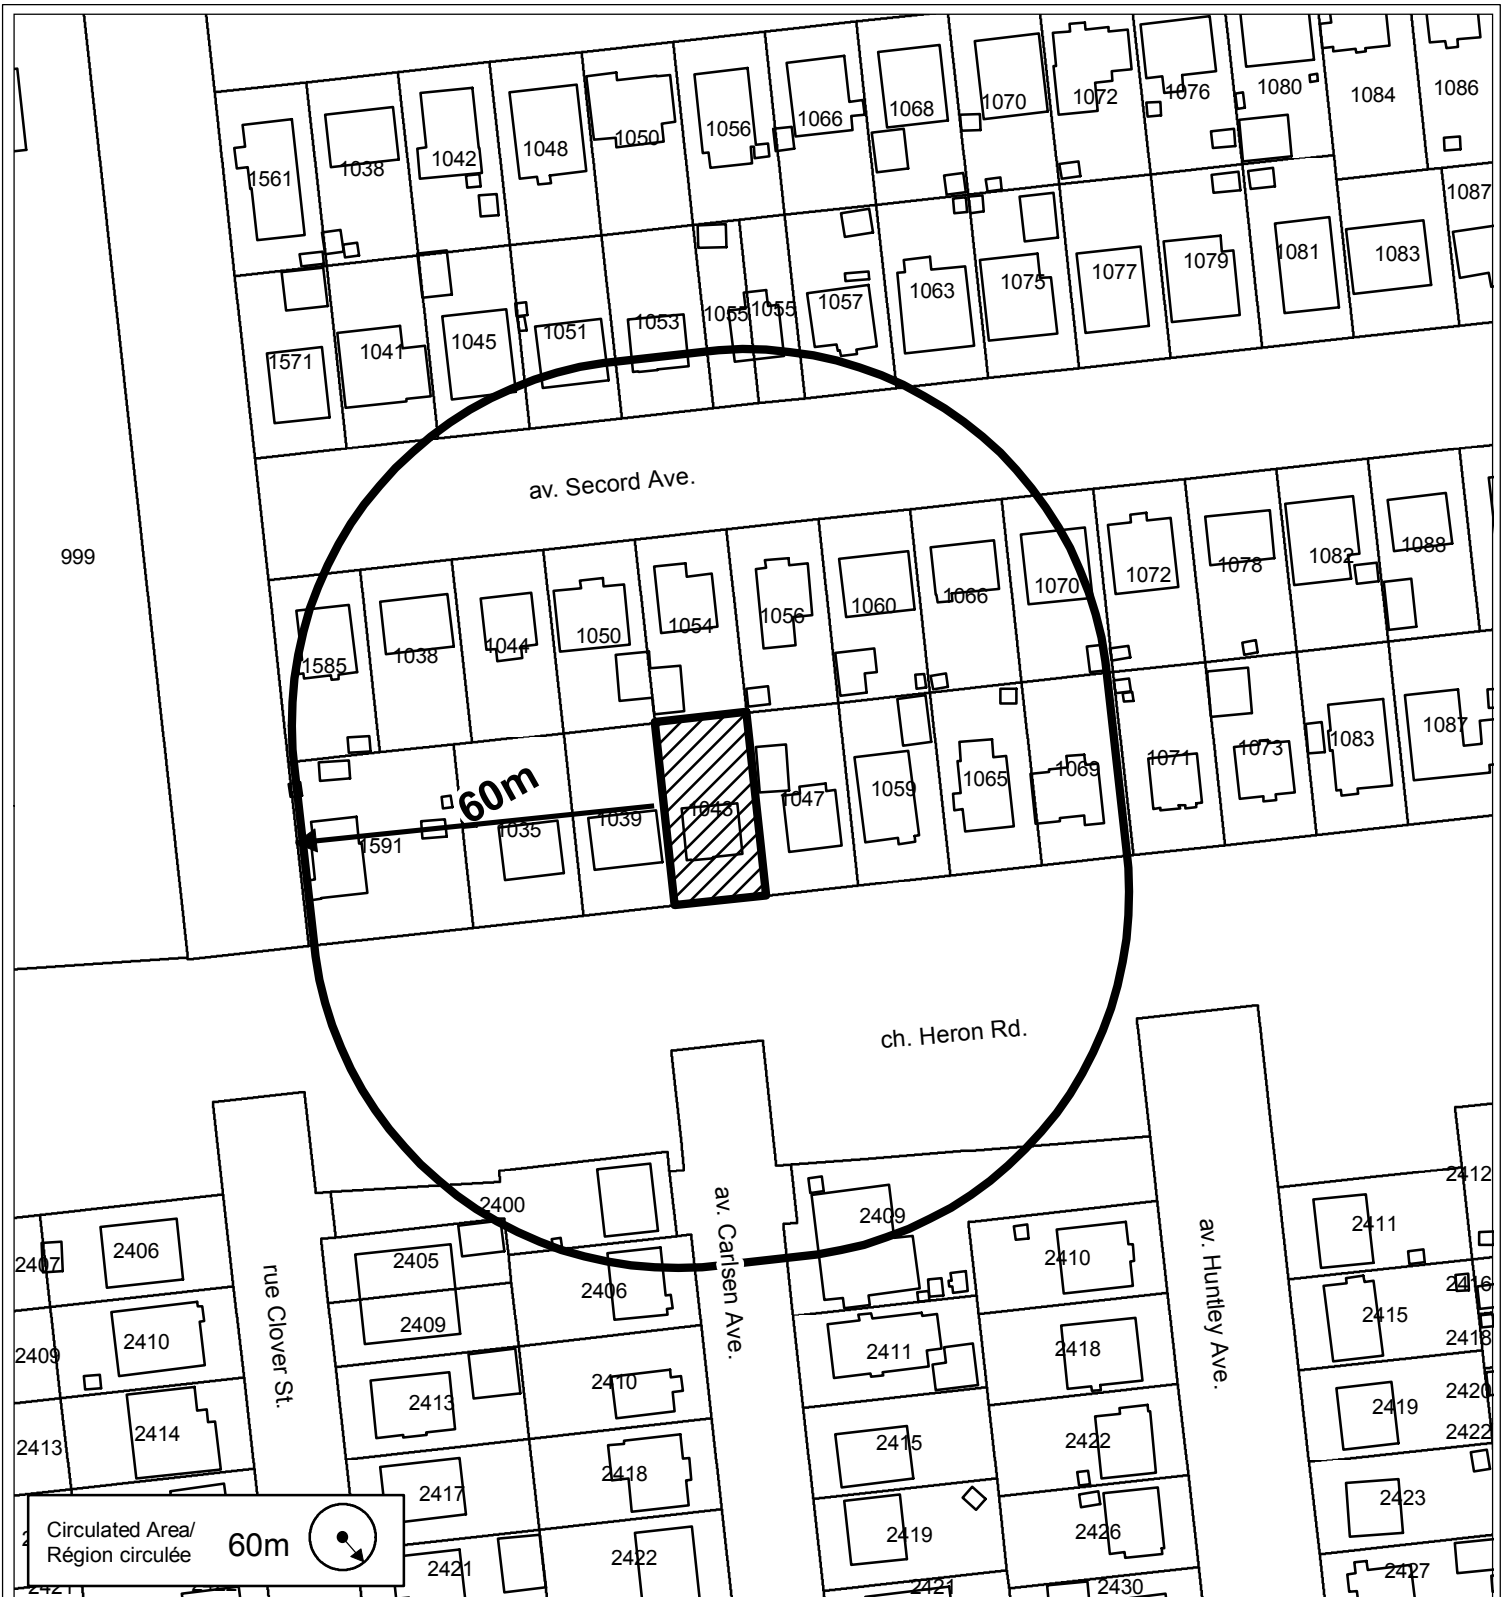 1561 1038 1042 1048 1050 1056 1066 1068 1070 1072 1076 1080 1084 1086
1087
1571 1041 1045 1051 1053 1055 1055 1057 1063 1075 1077 1079 1081 1083
av. Secord Ave.
999
1585 1038 1044 1050 1054 1056 1060 1066 1070 1072 1078 1082 1088
60m
1591 1035 1039 1043 1047 1059 1065 1069 1071 1073 1083 1087
ch. Heron Rd.
2407 2406
2409 2410
2413 2414
rue Clover St.
2400
2405
2409
2413
2417
2421
2406
2410
2418
2422
av. Carlsen Ave.
2409
2411
2415
2419
2421
2410
2418
2422
2426
2430
av. Huntley Ave.
2411
2415
2419
2423
2427
2412
2416
2418
2420
2422
Circulated Area/
Région circulée
60m